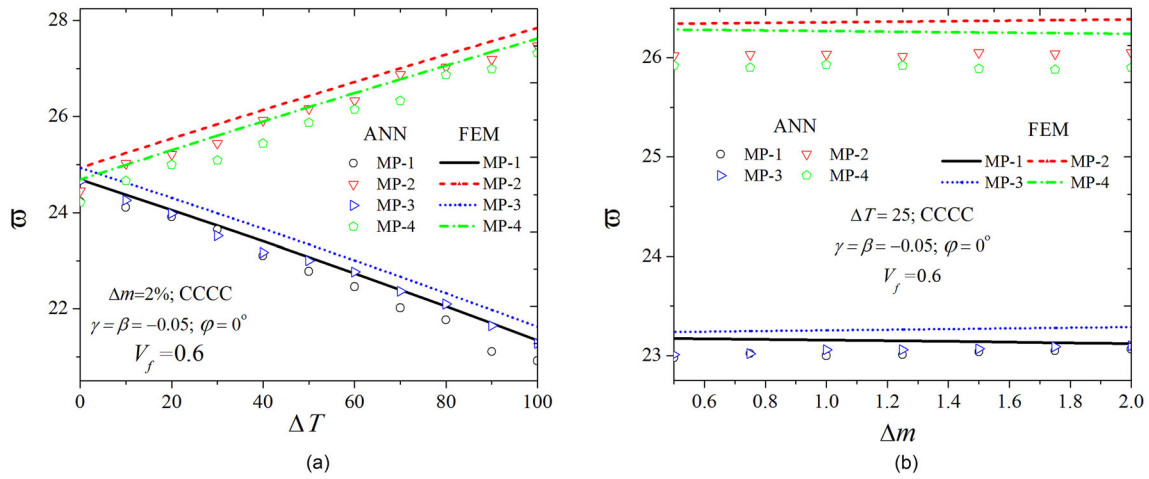 28
26
24
22
ϖ
0 20 40 60 80 100
ΔT
ANN FEM
MP-1 MP-1
MP-2 MP-2
MP-3 MP-3
MP-4 MP-4
Δm=2%; CCCC
γ = β = −0.05; φ = 0°
V_f = 0.6
(a)
26
25
24
23
ϖ
0.6 0.8 1.0 1.2 1.4 1.6 1.8 2.0
Δm
ANN FEM
MP-1 MP-2 MP-1 MP-2
MP-3 MP-4 MP-3 MP-4
ΔT = 25; CCCC
γ = β = −0.05; φ = 0°
V_f = 0.6
(b)